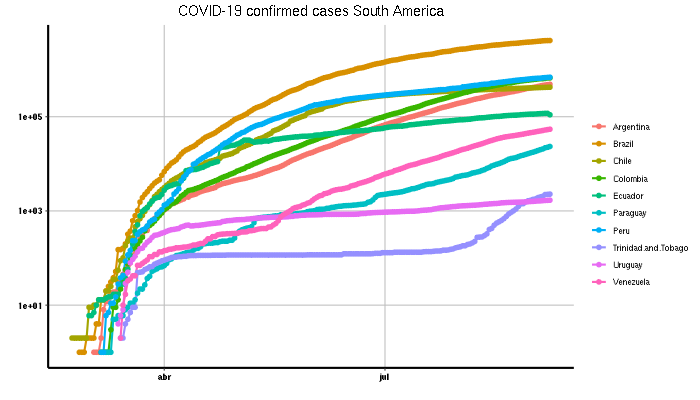 COVID-19 confirmed cases South America
1e+05
1e+03
1e+01
abr
jul
Argentina
Brazil
Chile
Colombia
Ecuador
Paraguay
Peru
Trinidad.and.Tobago
Uruguay
Venezuela